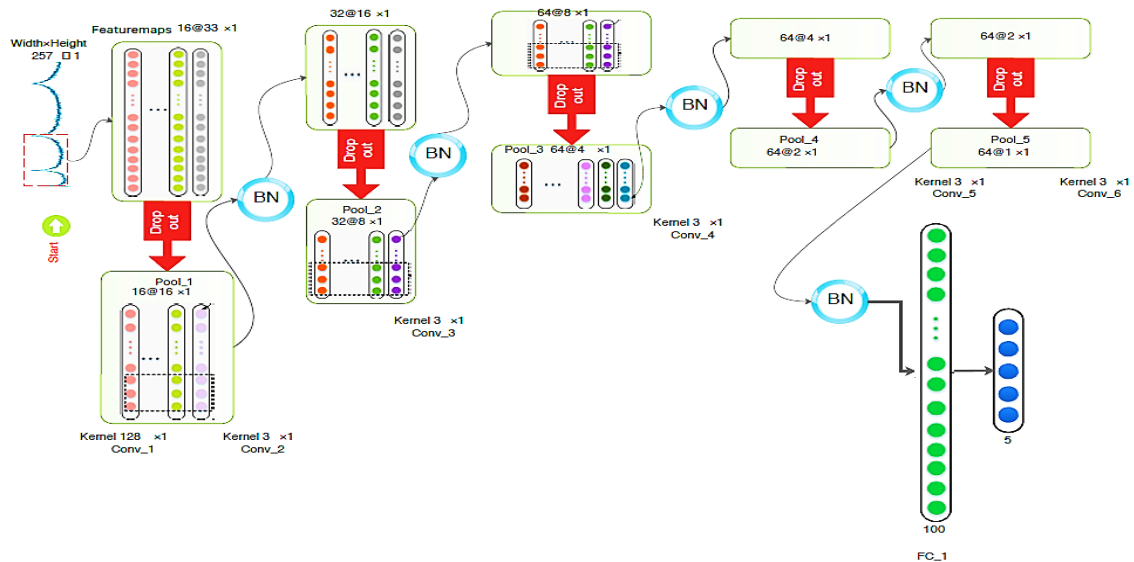 Width×Height
257 □ 1
Featuremaps 16@33 ×1
Start
Drop out
Pool_1
16@16 ×1
Kernel 128 ×1
Conv_1
Kernel 3 ×1
Conv_2
BN
32@16 ×1
Drop out
Pool_2
32@8 ×1
Kernel 3 ×1
Conv_3
BN
64@8 ×1
Drop out
Pool_3 64@4 ×1
Kernel 3 ×1
Conv_4
BN
64@4 ×1
Drop
out
Pool_4
64@2 ×1
BN
64@2 ×1
Drop
out
Pool_5
64@1 ×1
Kernel 3 ×1
Conv_5
Kernel 3 ×1
Conv_6
BN
100
FC_1
5